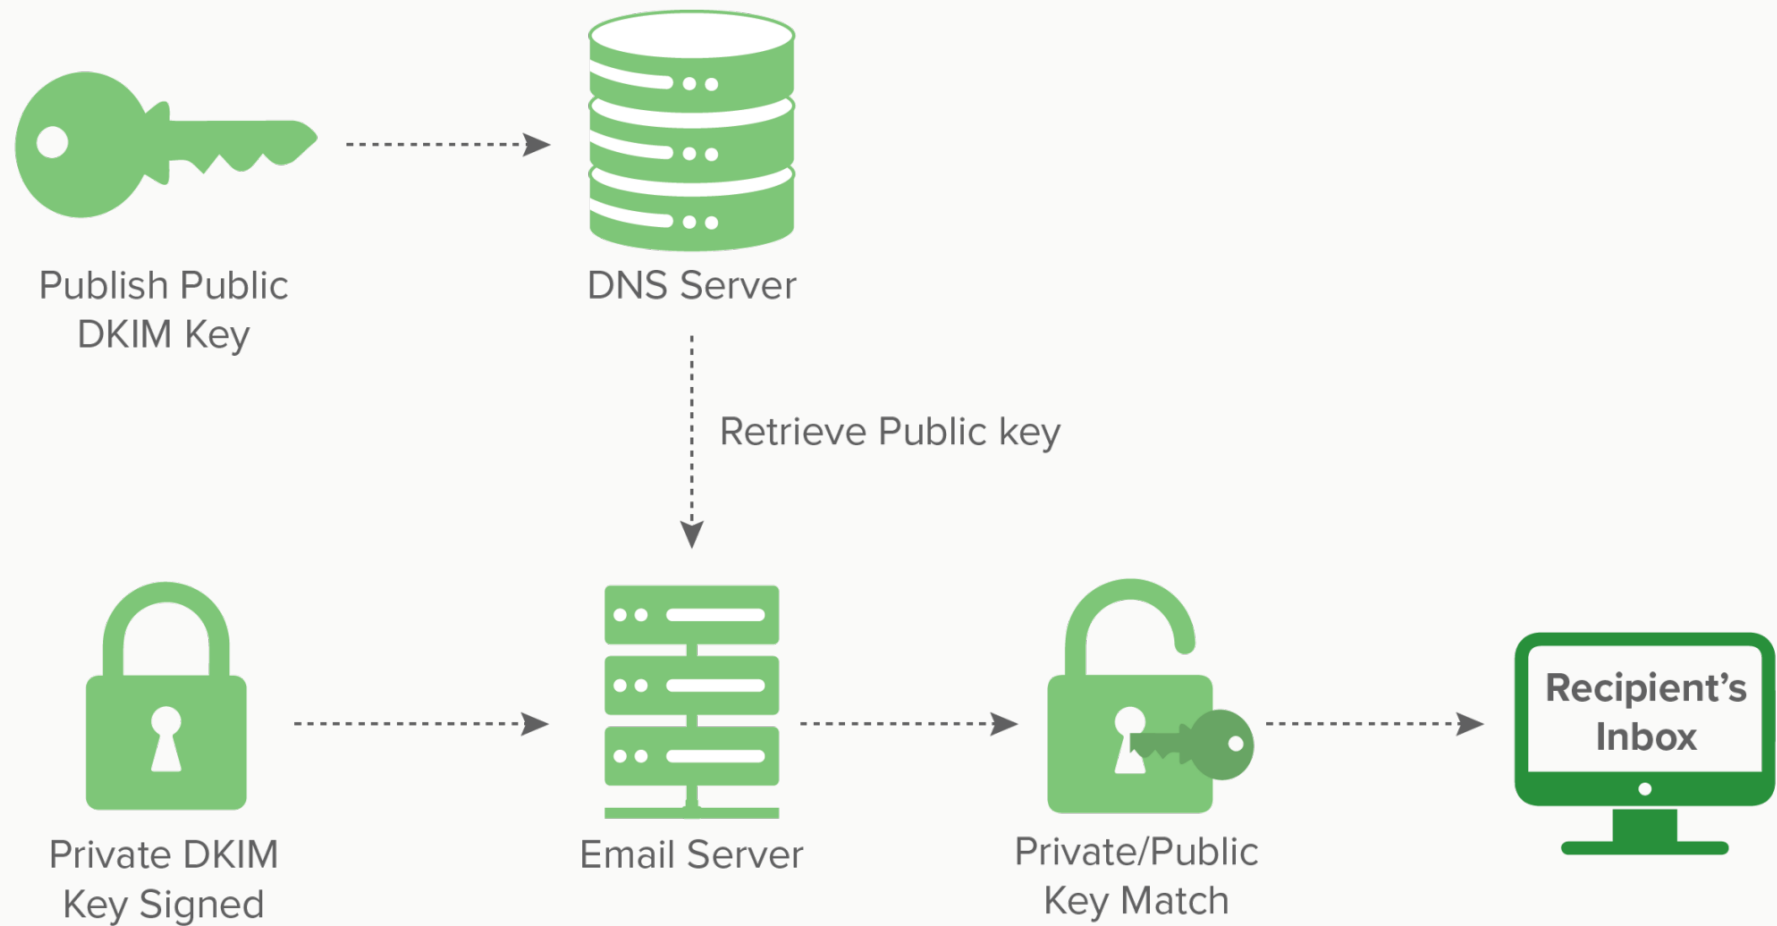 Publish Public
DKIM Key
DNS Server
Retrieve Public key
Private DKIM
Key Signed
Email Server
Private/Public
Key Match
Recipient's
Inbox